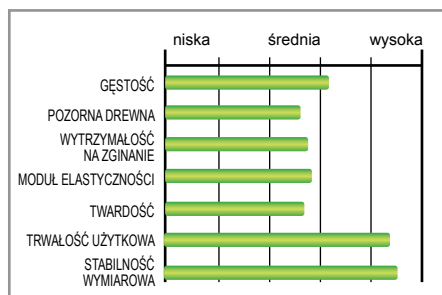 niska średnia wysoka
GĘSTOŚĆ
POZORNA DREWNA
WYTRZYMAŁOŚĆ
NA ZGINANIE
MODUŁ ELASTYCZNOŚCI
TWARDOŚĆ
TRWAŁOŚĆ UŻYTKOWA
STABILNOŚĆ
WYMIAROWA